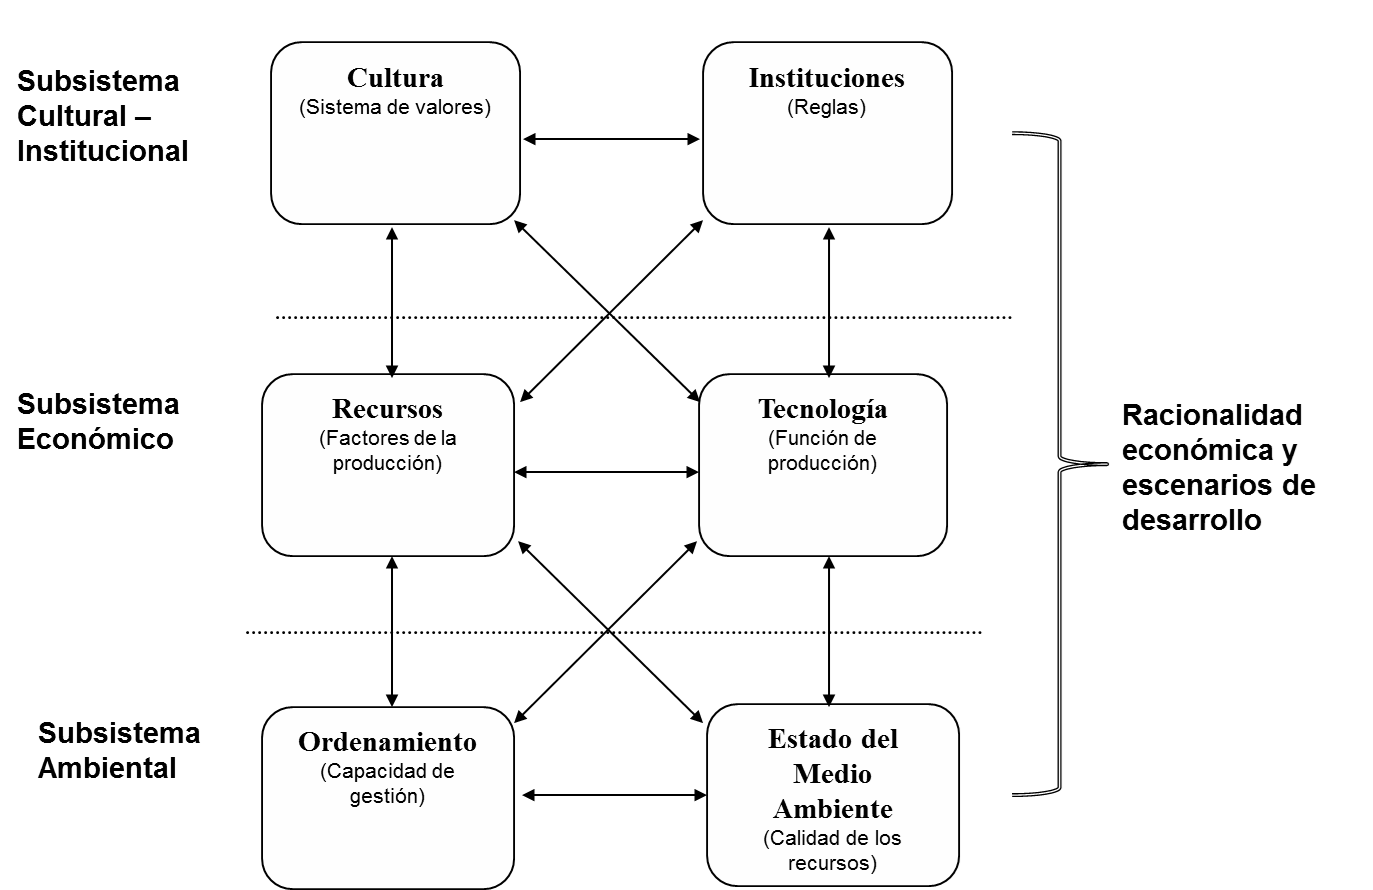 Subsistema
Cultural –
Institucional
Cultura
(Sistema de valores)
Instituciones
(Reglas)
Subsistema
Económico
Recursos
(Factores de la
producción)
Tecnología
(Función de
producción)
Racionalidad
económica y
escenarios de
desarrollo
Subsistema
Ambiental
Ordenamiento
(Capacidad de
gestión)
Estado del
Medio
Ambiente
(Calidad de los
recursos)